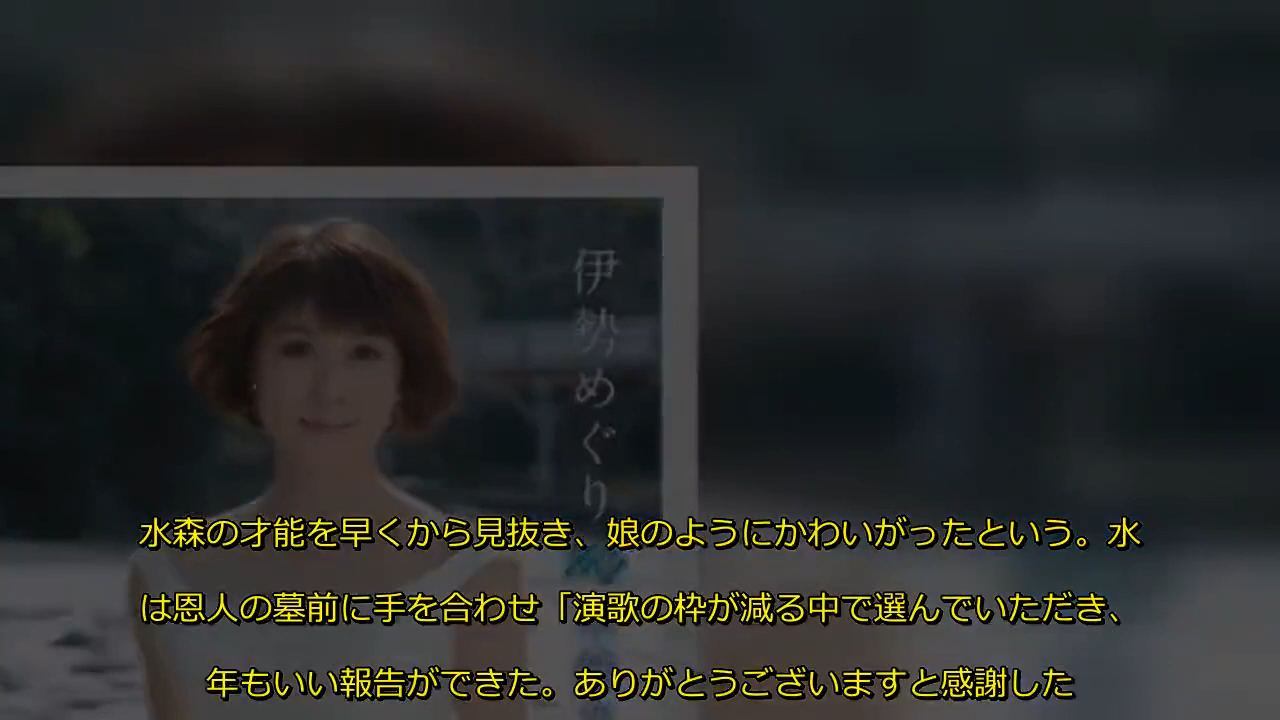 伊勢めぐり
水森の才能を早くから見抜き、娘のようにかわいがったという。水
は恩人の墓前に手を合わせ「演歌の枠が減る中で選んでいただき、
年もいい報告ができた。ありがとうございますと感謝した